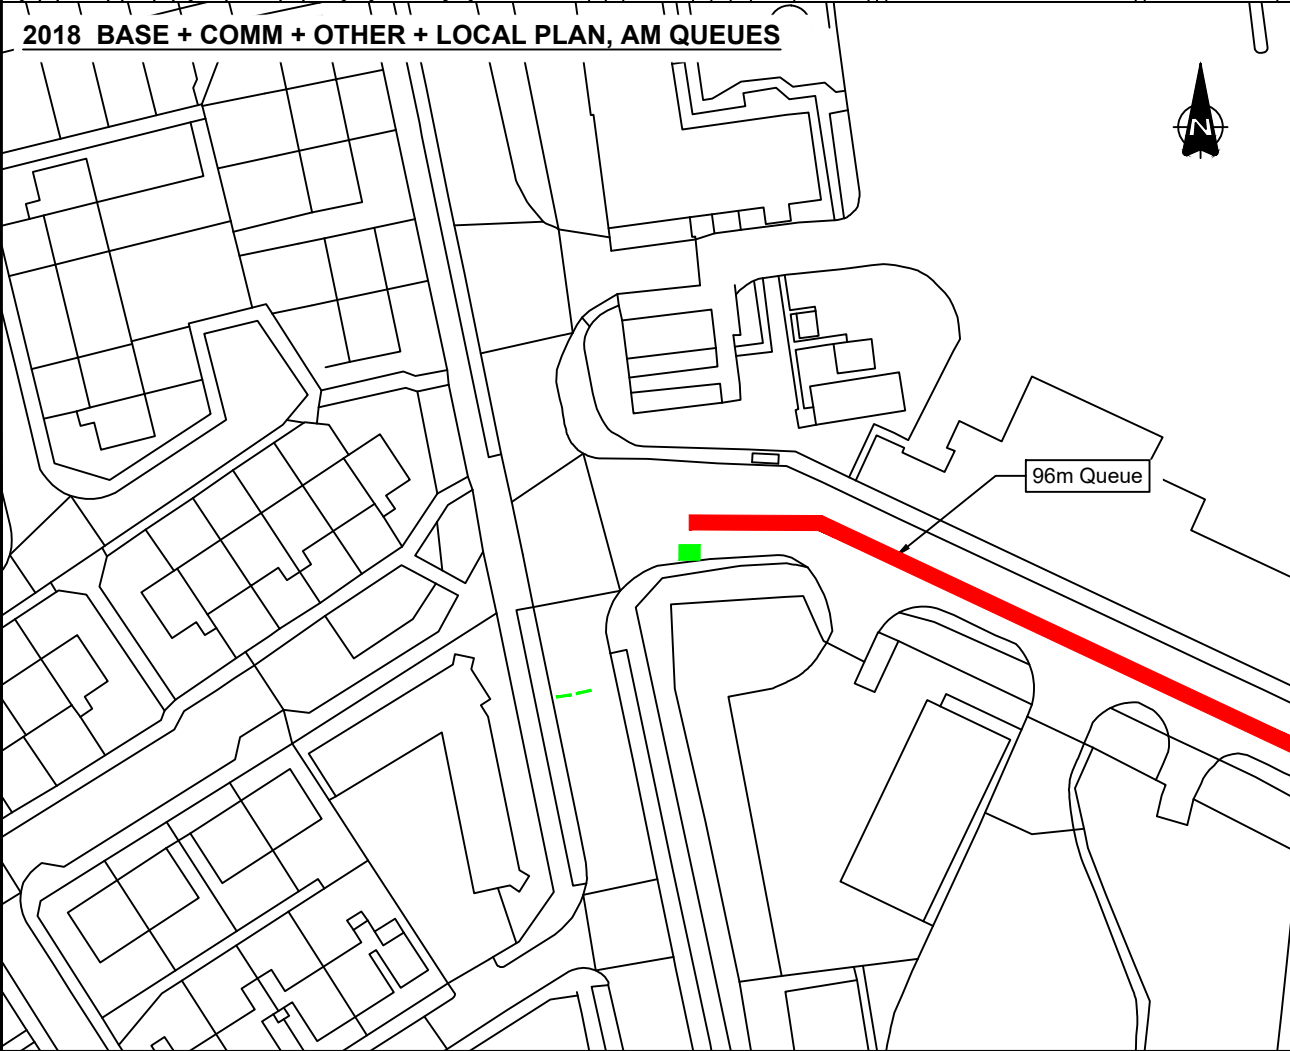 2018 BASE + COMM + OTHER + LOCAL PLAN, AM QUEUES
N
96m Queue